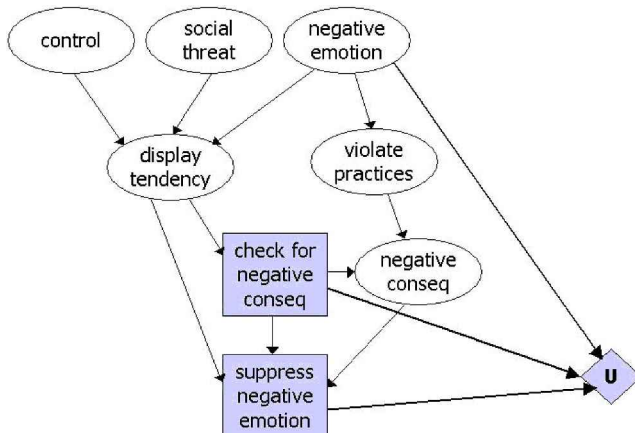 control
social
threat
negative
emotion
display
tendency
violate
practices
check for
negative
conseq
negative
conseq
U
suppress
negative
emotion